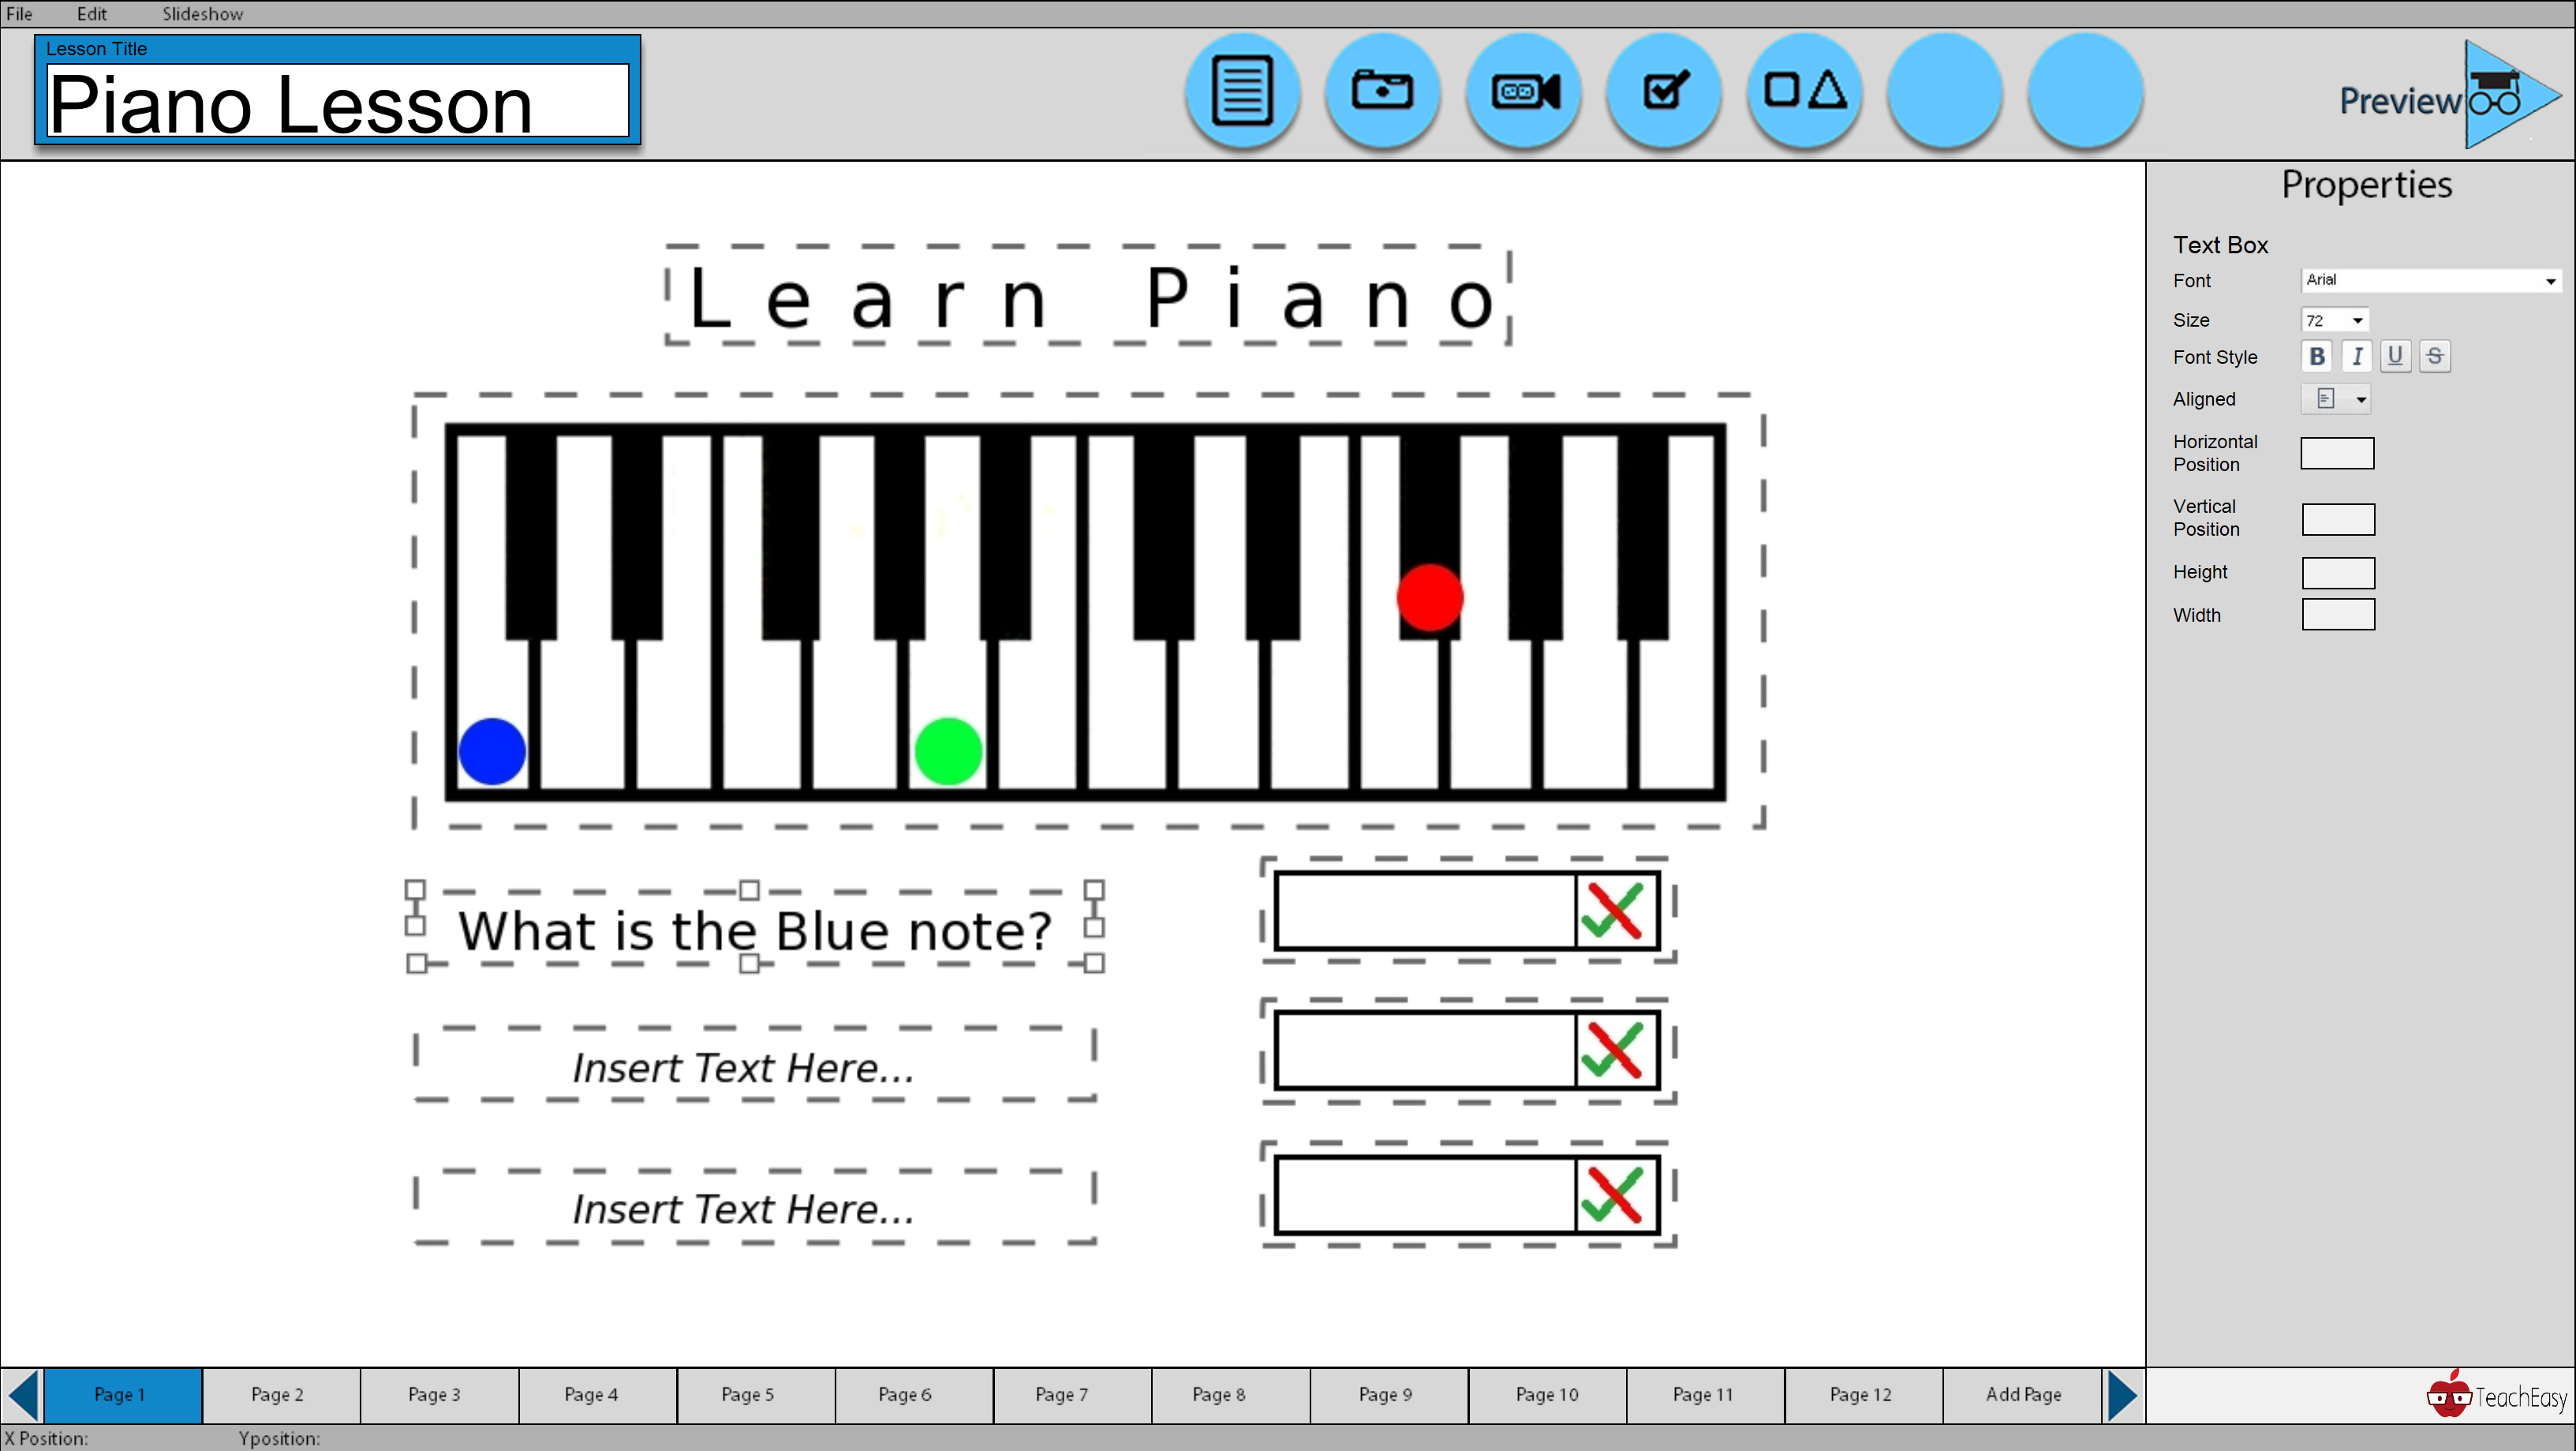 File Edit Slideshow
Lesson Title
Piano Lesson
Preview
Properties
Text Box
Font Arial
Size 72
Font Style B I U S
Aligned
Horizontal
Position
Vertical
Position
Height
Width
Learn Piano
What is the Blue note?
Insert Text Here...
Insert Text Here...
Page 1 Page 2 Page 3 Page 4 Page 5 Page 6 Page 7 Page 8 Page 9 Page 10 Page 11 Page 12 Add Page
TeachEasy
X Position: Yposition: